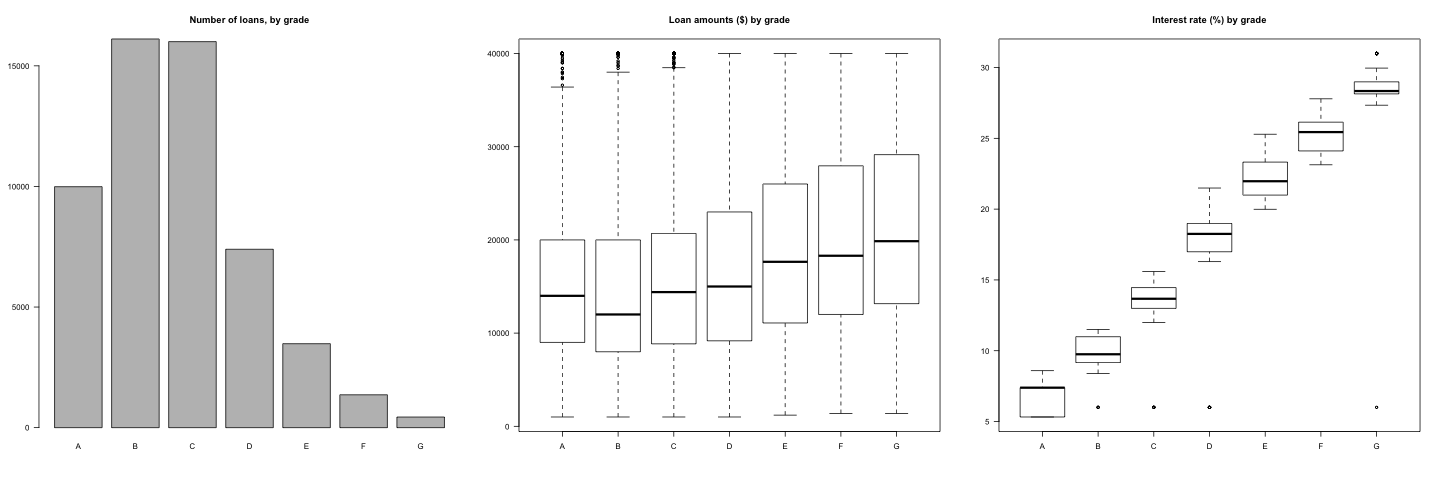 Number of loans, by grade
15000
10000
5000
0
A B C D E F G
Loan amounts ($) by grade
40000
30000
20000
10000
0
A B C D E F G
Interest rate (%) by grade
30
25
20
15
10
5
A B C D E F G